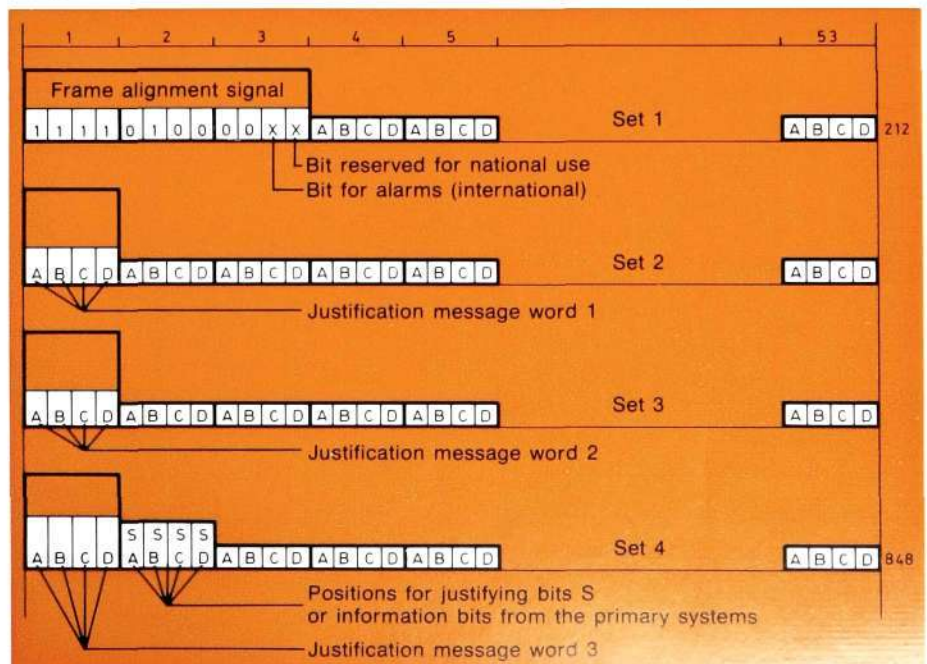 1 2 3 4 5 53
Frame alignment signal
1 1 1 1 0 1 0 0 0 0 X X A B C D A B C D Set 1 A B C D 212
Bit reserved for national use
Bit for alarms (international)
A B C D A B C D A B C D A B C D A B C D Set 2 A B C D
Justification message word 1
A B C D A B C D A B C D A B C D A B C D Set 3 A B C D
Justification message word 2
S S S S
A B C D A B C D A B C D A B C D A B C D Set 4 A B C D 848
Positions for justifying bits S
or information bits from the primary systems
Justification message word 3